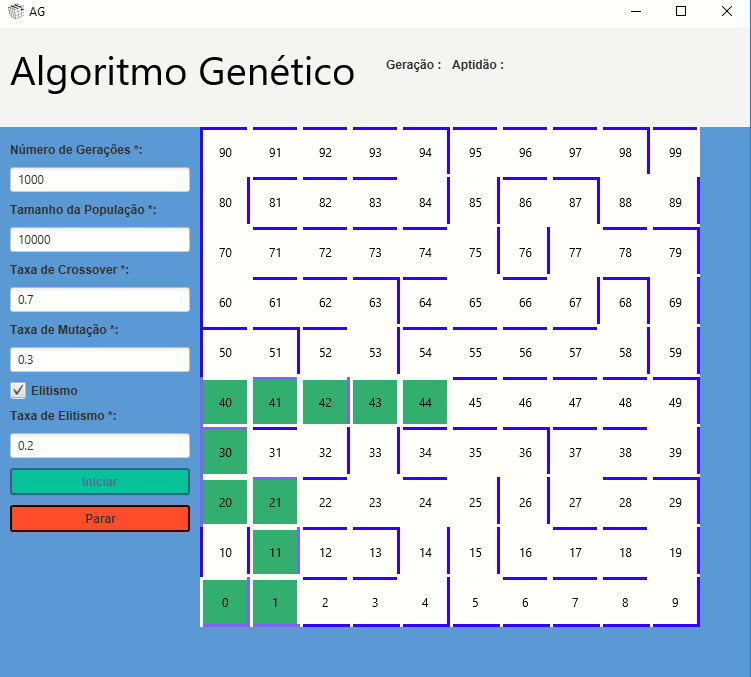 AG
Algoritmo Genético
Geração : Aptidão :
Número de Gerações *:
1000
Tamanho da População *:
10000
Taxa de Crossover *:
0.7
Taxa de Mutação *:
0.3
Elitismo
Taxa de Elitismo *:
0.2
Iniciar
Parar
90 91 92 93 94 95 96 97 98 99
80 81 82 83 84 85 86 87 88 89
70 71 72 73 74 75 76 77 78 79
60 61 62 63 64 65 66 67 68 69
50 51 52 53 54 55 56 57 58 59
40 41 42 43 44 45 46 47 48 49
30 31 32 33 34 35 36 37 38 39
20 21 22 23 24 25 26 27 28 29
10 11 12 13 14 15 16 17 18 19
0 1 2 3 4 5 6 7 8 9